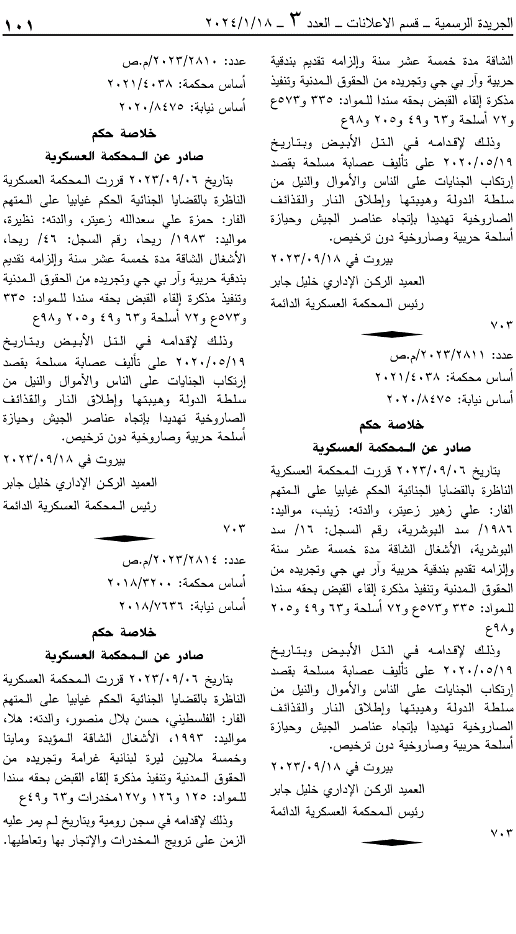 الجريدة الرسمية ــ قسم الاعلانات ــ العدد ٣ ــ ٢٠٢٤/١/١٨
١٠١
الشاقة مدة خمسة عشر سنة وإلزامه تقديم بندقية
حربية وآر بي جي وتجريده من الحقوق المدنية وتنفيذ
مذكرة إلقاء القبض بحقه سندا للمواد: ٣٣٥ و٥٧٣ع
و٧٢ أسلحة و٦٣ و٤٩ و٢٠٥ و٩٨ع
وذلك لإقدامه في التل الأبيض وبتاريخ
٢٠٢٠/٠٥/١٩ على تأليف عصابة مسلحة بقصد
إرتكاب الجنايات على الناس والأموال والنيل من
سلطة الدولة وهيبتها وإطلاق النار والقذائف
الصاروخية تهديدا بإتجاه عناصر الجيش وحيازة
أسلحة حربية وصاروخية دون ترخيص.
بيروت في ٢٠٢٣/٠٩/١٨
العميد الركن الإداري خليل جابر
رئيس المحكمة العسكرية الدائمة
٧٠٣
عدد: ٢٠٢٣/٢٨١١/م.ص
أساس محكمة: ٢٠٢١/٤٠٣٨
أساس نيابة: ٢٠٢٠/٨٤٧٥
خلاصة حكم
صادر عن المحكمة العسكرية
بتاريخ ٢٠٢٣/٠٩/٠٦ قررت المحكمة العسكرية
الناظرة بالقضايا الجنائية الحكم غيابيا على المتهم
الفار: علي زهير زعيتر، والدته: زينب، مواليد:
١٩٨٦/ سد البوشرية، رقم السجل: ١٦/ سد
البوشرية، الأشغال الشاقة مدة خمسة عشر سنة
وإلزامه تقديم بندقية حربية وآر بي جي وتجريده من
الحقوق المدنية وتنفيذ مذكرة إلقاء القبض بحقه سندا
للمواد: ٣٣٥ و٥٧٣ع و٧٢ أسلحة و٦٣ و٤٩ و٢٠٥
و٩٨ع
وذلك لإقدامه في التل الأبيض وبتاريخ
٢٠٢٠/٠٥/١٩ على تأليف عصابة مسلحة بقصد
إرتكاب الجنايات على الناس والأموال والنيل من
سلطة الدولة وهيبتها وإطلاق النار والقذائف
الصاروخية تهديدا بإتجاه عناصر الجيش وحيازة
أسلحة حربية وصاروخية دون ترخيص.
بيروت في ٢٠٢٣/٠٩/١٨
العميد الركن الإداري خليل جابر
رئيس المحكمة العسكرية الدائمة
٧٠٣
عدد: ٢٠٢٣/٢٨١٠/م.ص
أساس محكمة: ٢٠٢١/٤٠٣٨
أساس نيابة: ٢٠٢٠/٨٤٧٥
خلاصة حكم
صادر عن المحكمة العسكرية
بتاريخ ٢٠٢٣/٠٩/٠٦ قررت المحكمة العسكرية
الناظرة بالقضايا الجنائية الحكم غيابيا على المتهم
الفار: حمزة علي سعدالله زعيتر، والدته: نظيرة،
مواليد: ١٩٨٣/ ريحا، رقم السجل: ٤٦/ ريحا،
الأشغال الشاقة مدة خمسة عشر سنة وإلزامه تقديم
بندقية حربية وآر بي جي وتجريده من الحقوق المدنية
وتنفيذ مذكرة إلقاء القبض بحقه سندا للمواد: ٣٣٥
و٥٧٣ع و٧٢ أسلحة و٦٣ و٤٩ و٢٠٥ و٩٨ع
وذلك لإقدامه في التل الأبيض وبتاريخ
٢٠٢٠/٠٥/١٩ على تأليف عصابة مسلحة بقصد
إرتكاب الجنايات على الناس والأموال والنيل من
سلطة الدولة وهيبتها وإطلاق النار والقذائف
الصاروخية تهديدا بإتجاه عناصر الجيش وحيازة
أسلحة حربية وصاروخية دون ترخيص.
بيروت في ٢٠٢٣/٠٩/١٨
العميد الركن الإداري خليل جابر
رئيس المحكمة العسكرية الدائمة
٧٠٣
عدد: ٢٠٢٣/٢٨١٤/م.ص
أساس محكمة: ٢٠١٨/٣٢٠٠
أساس نيابة: ٢٠١٨/٧٦٣٦
خلاصة حكم
صادر عن المحكمة العسكرية
بتاريخ ٢٠٢٣/٠٩/٠٦ قررت المحكمة العسكرية
الناظرة بالقضايا الجنائية الحكم غيابيا على المتهم
الفار: الفلسطيني، حسن بلال منصور، والدته: هلا،
مواليد: ١٩٩٣، الأشغال الشاقة المؤبدة ومايتا
وخمسة ملايين ليرة لبنانية غرامة وتجريده من
الحقوق المدنية وتنفيذ مذكرة إلقاء القبض بحقه سندا
للمواد: ١٢٥ و١٢٦ و١٢٧مخدرات و٦٣ و٤٩ع
وذلك لإقدامه في سجن رومية وبتاريخ لم يمر عليه
الزمن على ترويج المخدرات والإتجار بها وتعاطيها.